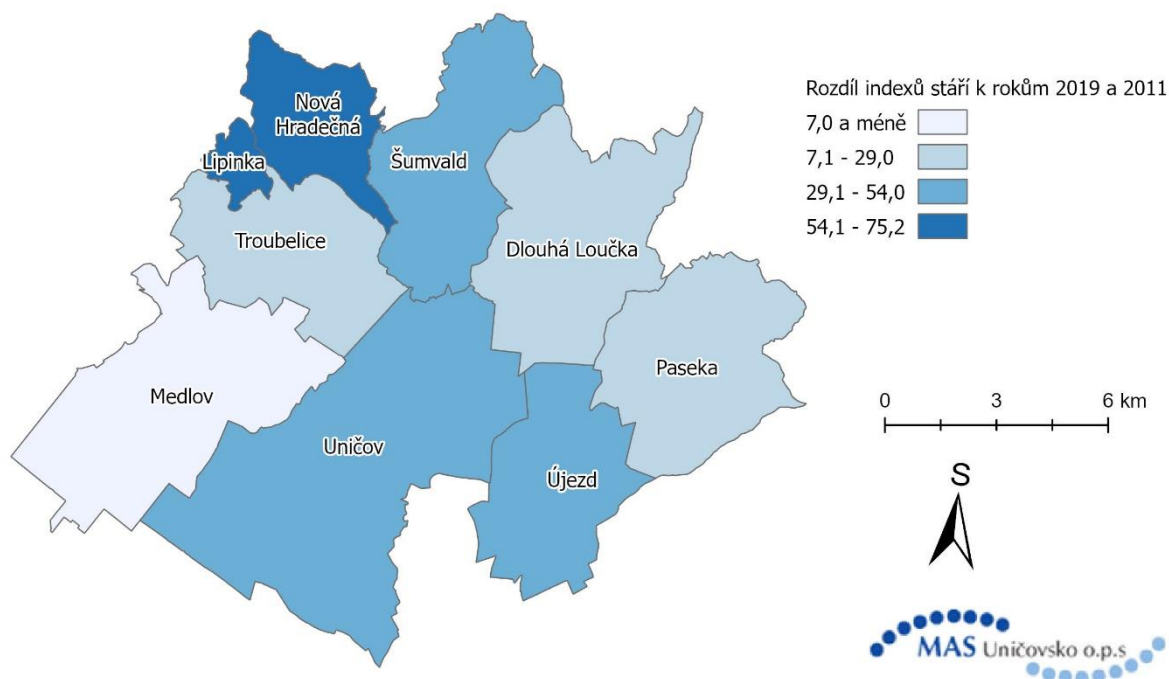 Rozdíl indexů stáří k rokům 2019 a 2011
7,0 a méně
7,1 - 29,0
29,1 - 54,0
54,1 - 75,2
Nová
Hradečná
Lipinka
Šumvald
Troubelice
Dlouhá Loučka
Paseka
Medlov
Uničov
Újezd
0 3 6 km
S
MAS Uničovsko o.p.s